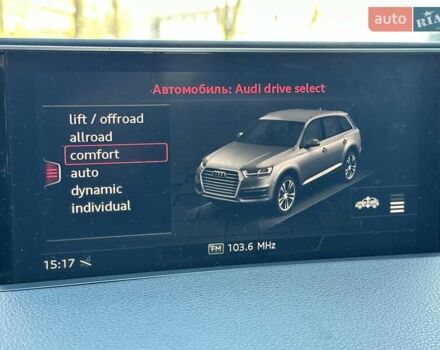 auto RIA
Автомобиль: Audi drive select
lift / offroad
allroad
comfort
auto
dynamic
individual
FM 103.6 MHz
15:17